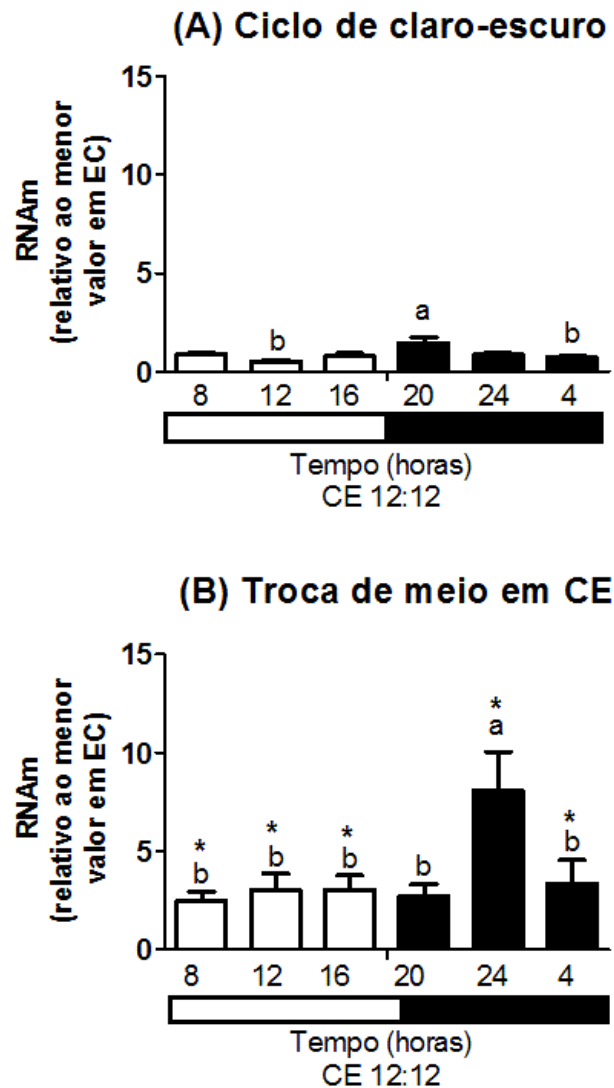 (A) Ciclo de claro-escuro
RNAm
(relativo ao menor
valor em EC)
15
10
5
0
b
a
b
8 12 16 20 24 4
Tempo (horas)
CE 12:12
(B) Troca de meio em CE
RNAm
(relativo ao menor
valor em EC)
15
10
5
0
* * * * *
b b b b a b
8 12 16 20 24 4
Tempo (horas)
CE 12:12